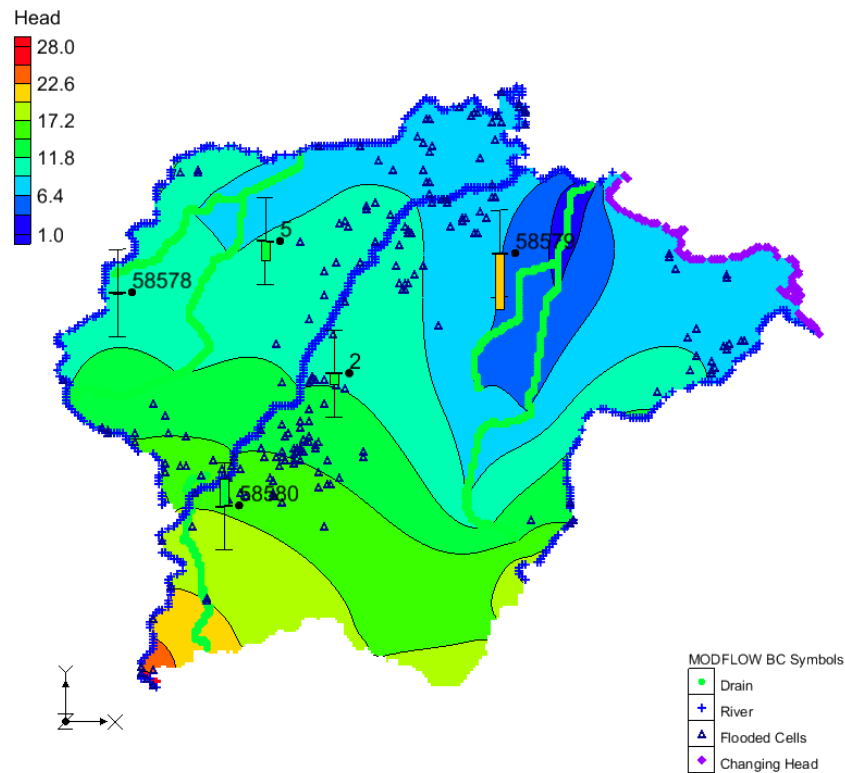 Head
28.0
22.6
17.2
11.8
6.4
1.0
5
58579
58578
2
58580
Y
Z
X
MODFLOW BC Symbols
Drain
River
Flooded Cells
Changing Head